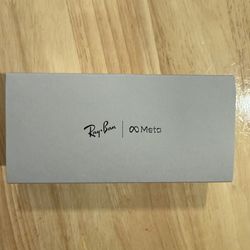 Ray-Ban | ∞ Meta